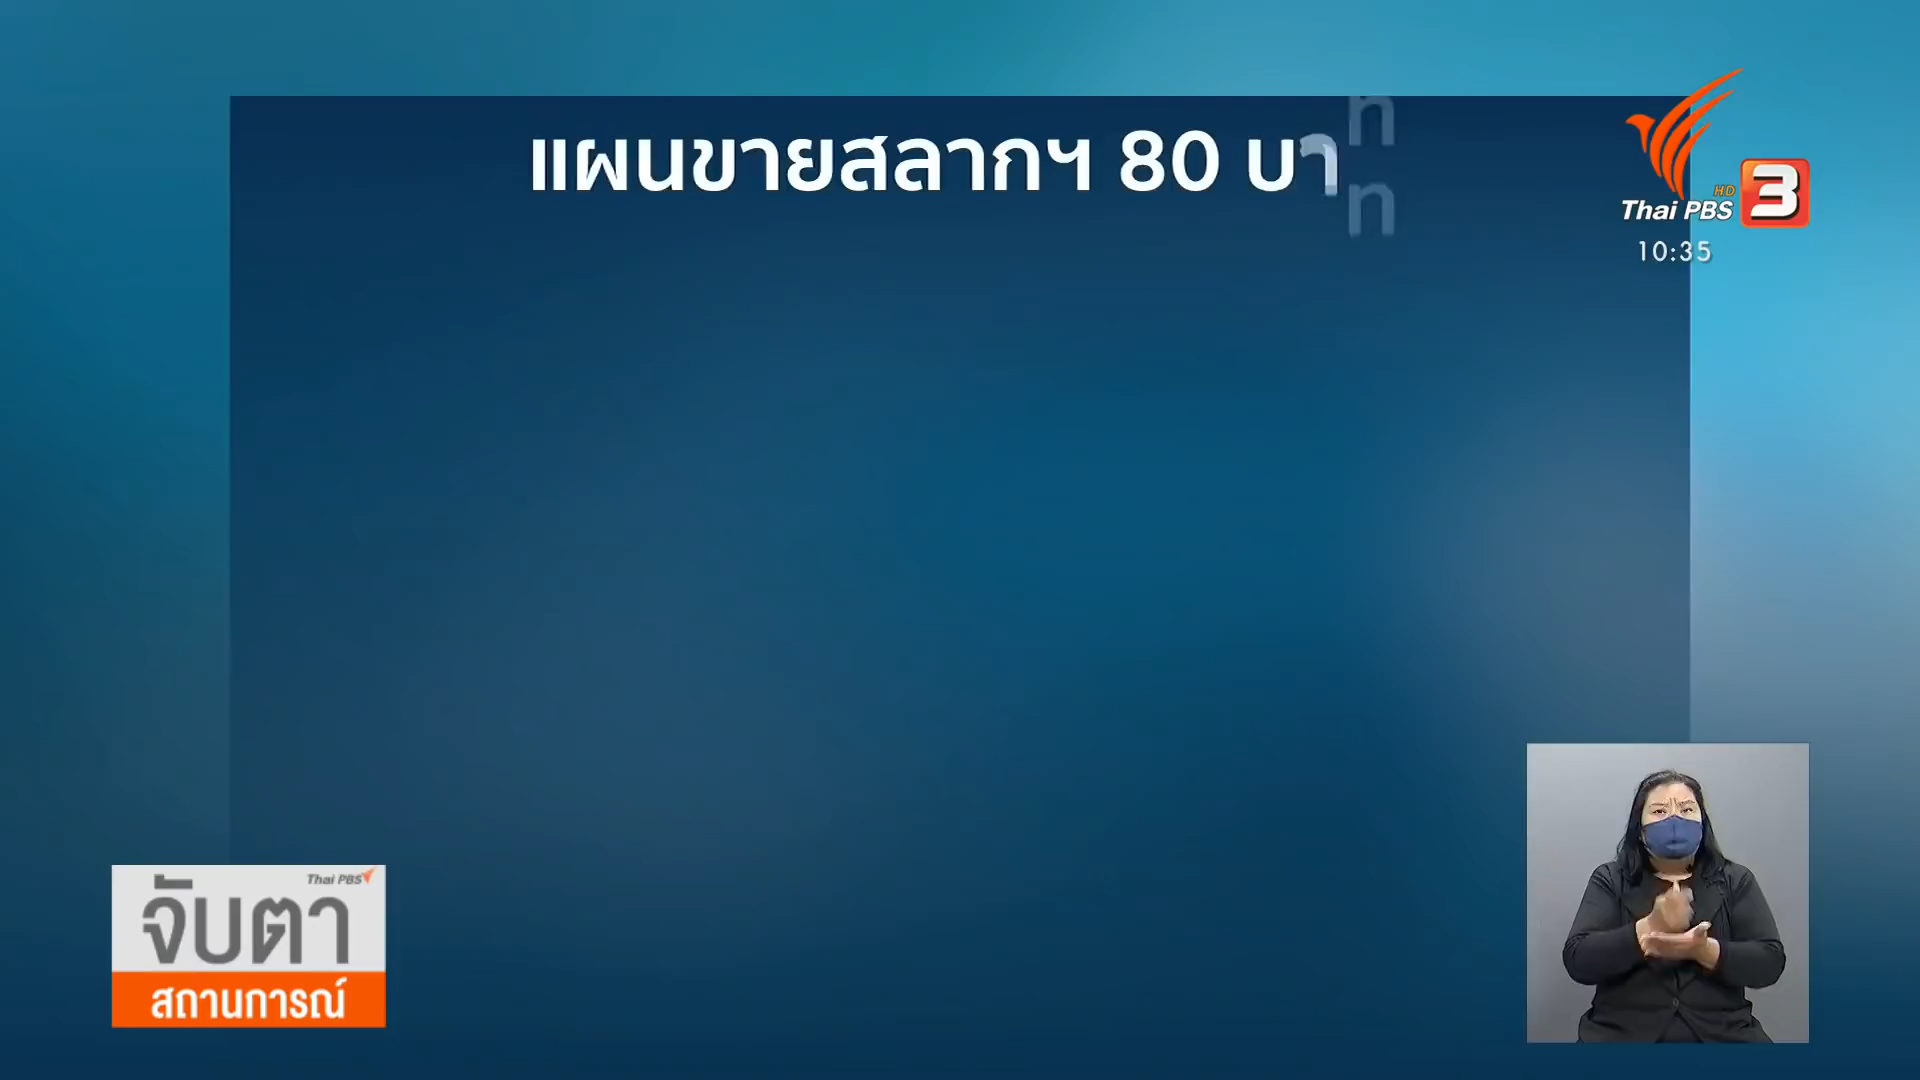 แผนขายสลากฯ 80 บาท
HD
Thai PBS 3
10:35
Thai PBS
จับตา
สถานการณ์